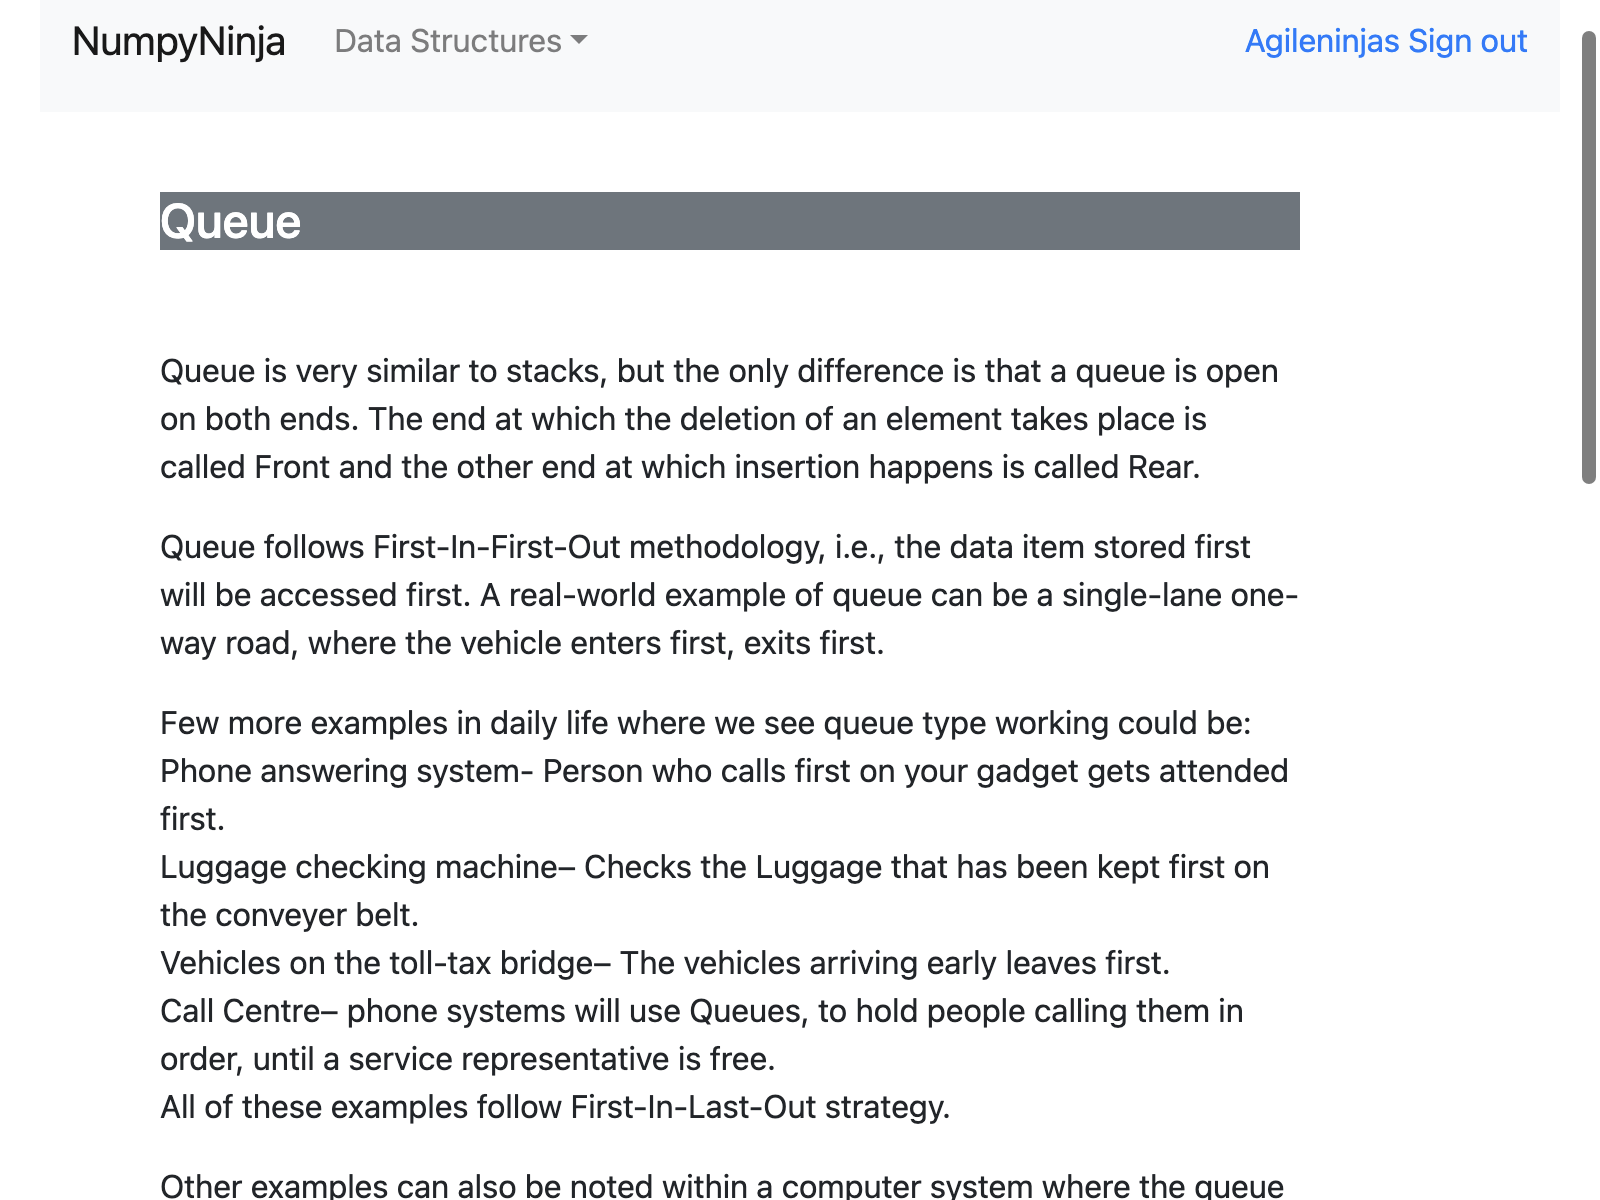 NumpyNinja Data Structures Agileninjas Sign out
Queue
Queue is very similar to stacks, but the only difference is that a queue is open
on both ends. The end at which the deletion of an element takes place is
called Front and the other end at which insertion happens is called Rear.
Queue follows First-In-First-Out methodology, i.e., the data item stored first
will be accessed first. A real-world example of queue can be a single-lane one-
way road, where the vehicle enters first, exits first.
Few more examples in daily life where we see queue type working could be:
Phone answering system- Person who calls first on your gadget gets attended
first.
Luggage checking machine– Checks the Luggage that has been kept first on
the conveyer belt.
Vehicles on the toll-tax bridge– The vehicles arriving early leaves first.
Call Centre– phone systems will use Queues, to hold people calling them in
order, until a service representative is free.
All of these examples follow First-In-Last-Out strategy.
Other examples can also be noted within a computer system where the queue